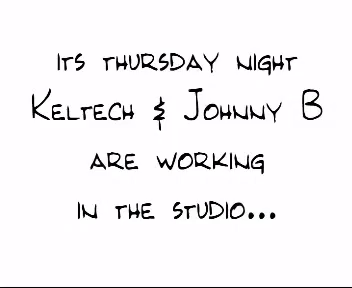 ITS THURSDAY NIGHT
KELTECH & JOHNNY B
ARE WORKING
IN THE STUDIO...